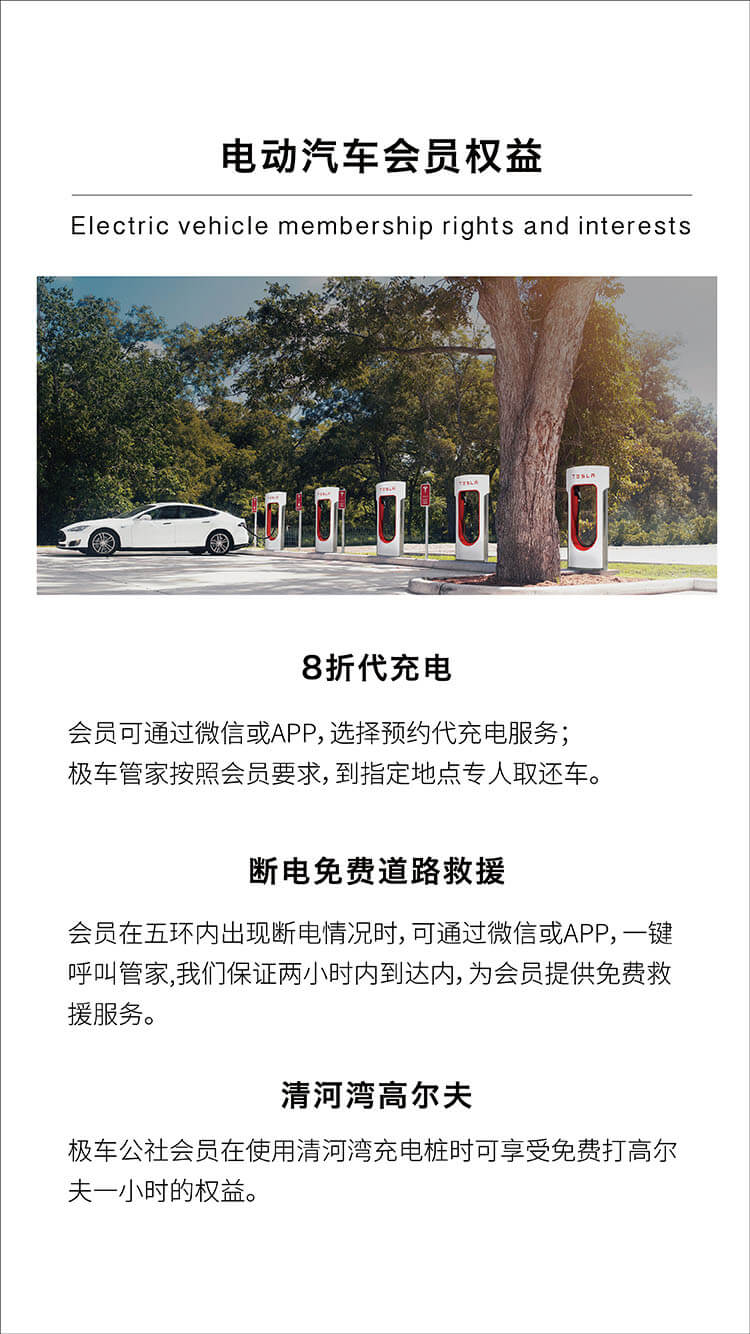 电动汽车会员权益
Electric vehicle membership rights and interests
TESLA
TESLA
TESLA
TESLA
TESLA
8折代充电
会员可通过微信或APP，选择预约代充电服务；
极车管家按照会员要求，到指定地点专人取还车。
断电免费道路救援
会员在五环内出现断电情况时，可通过微信或APP，一键
呼叫管家,我们保证两小时内到达内，为会员提供免费救
援服务。
清河湾高尔夫
极车公社会员在使用清河湾充电桩时可享受免费打高尔
夫一小时的权益。